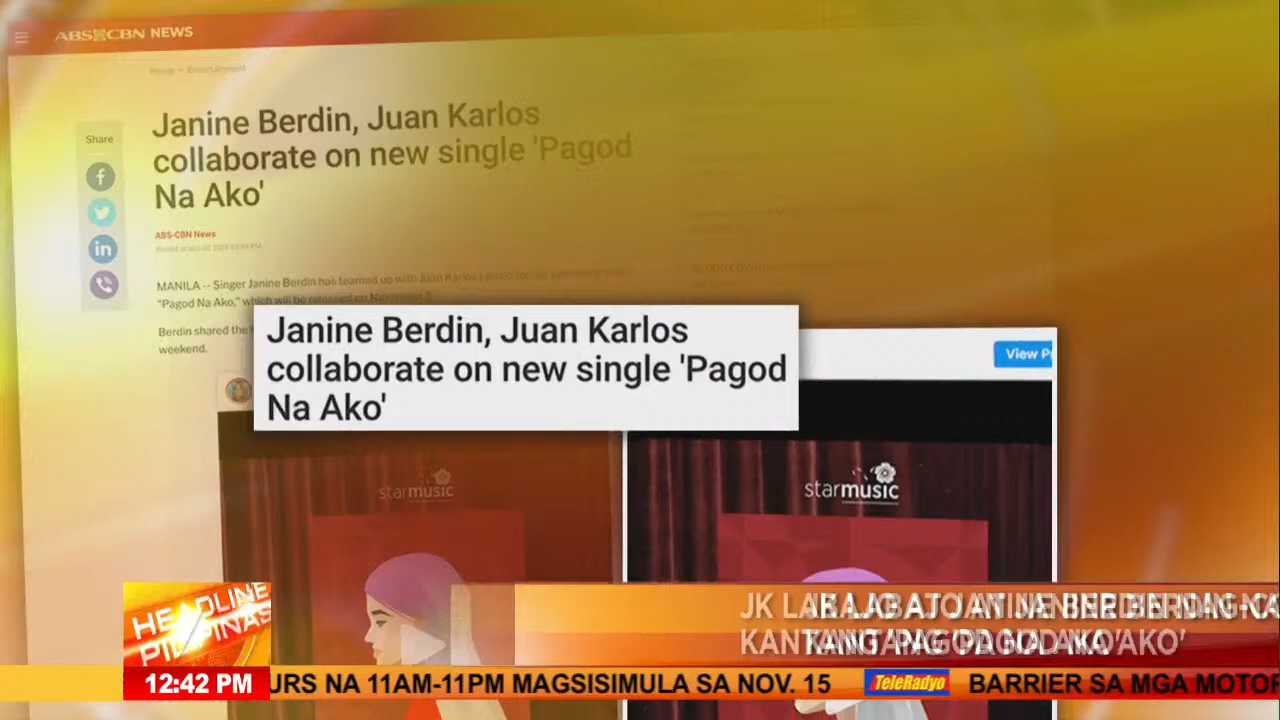 ABS-CBN NEWS
Home > Entertainment
Janine Berdin, Juan Karlos
collaborate on new single 'Pagod
Na Ako'
Share
ABS-CBN News
MANILA -- Singer Janine Berdin has teamed up with Juan Karlos
"Pagod Na Ako," which will be released on November
Berdin shared the
weekend.
Janine Berdin, Juan Karlos
collaborate on new single 'Pagod
Na Ako'
View P
starmusic
starmusic
HEADLINE
PILIPINAS
12:42 PM
URS NA 11AM-11PM MAGSISIMULA SA NOV. 15 TeleRadyo BARRIER SA MGA MOTOR